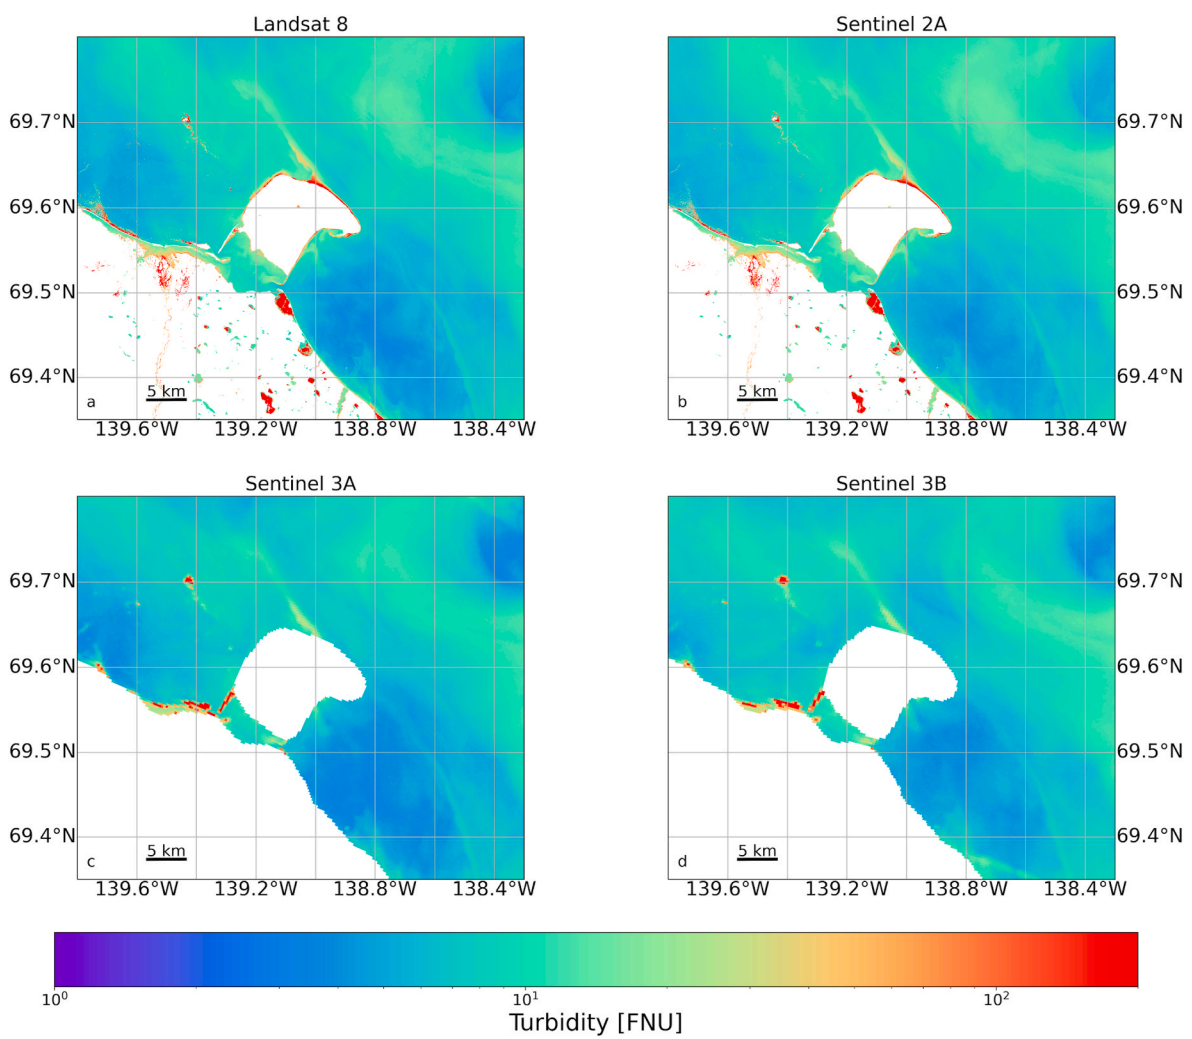 Landsat 8
Sentinel 2A
69.7°N
69.7°N
69.6°N
69.6°N
69.5°N
69.5°N
69.4°N
69.4°N
5 km
5 km
a
b
139.6°W 139.2°W 138.8°W 138.4°W
139.6°W 139.2°W 138.8°W 138.4°W
Sentinel 3A
Sentinel 3B
69.7°N
69.7°N
69.6°N
69.6°N
69.5°N
69.5°N
69.4°N
69.4°N
5 km
5 km
c
d
139.6°W 139.2°W 138.8°W 138.4°W
139.6°W 139.2°W 138.8°W 138.4°W
10⁰ 10¹ 10²
Turbidity [FNU]